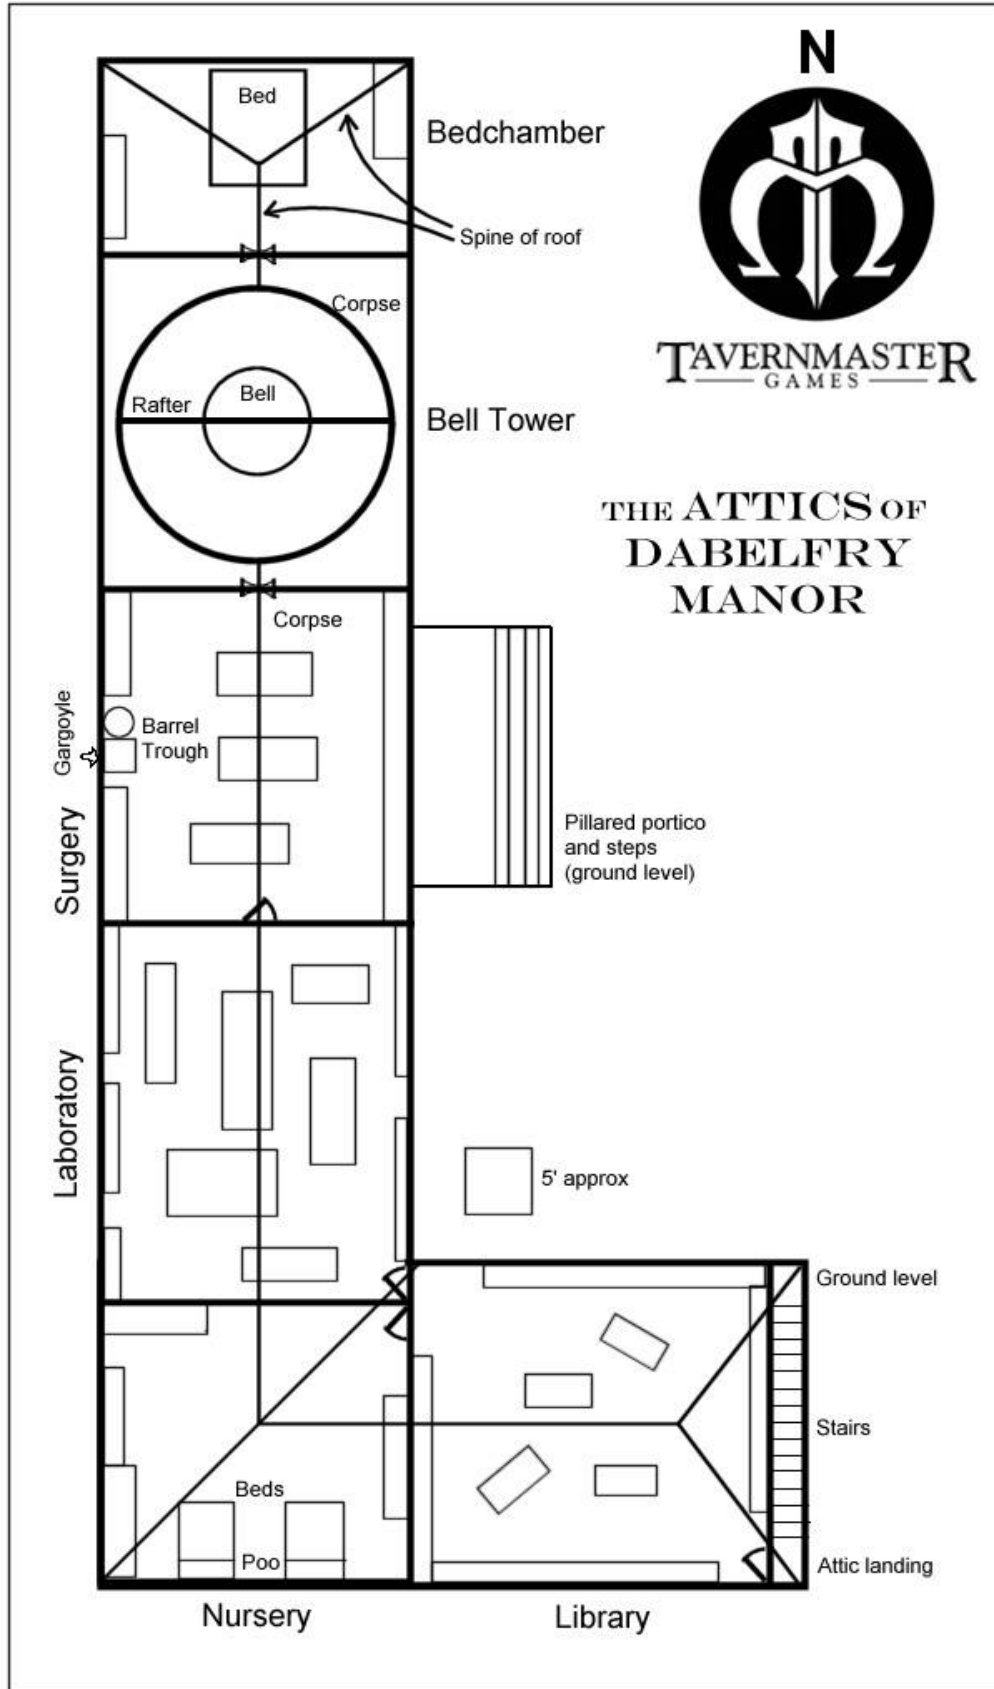 N
Bed
Bedchamber
Spine of roof
Corpse
Rafter
Bell
Bell Tower
TAVERNMASTER
GAMES
THE ATTICS OF
DABELFRY
MANOR
Corpse
Gargoyle
Barrel
Trough
Surgery
Pillared portico
and steps
(ground level)
Laboratory
5' approx
Ground level
Stairs
Beds
Poo
Attic landing
Nursery
Library